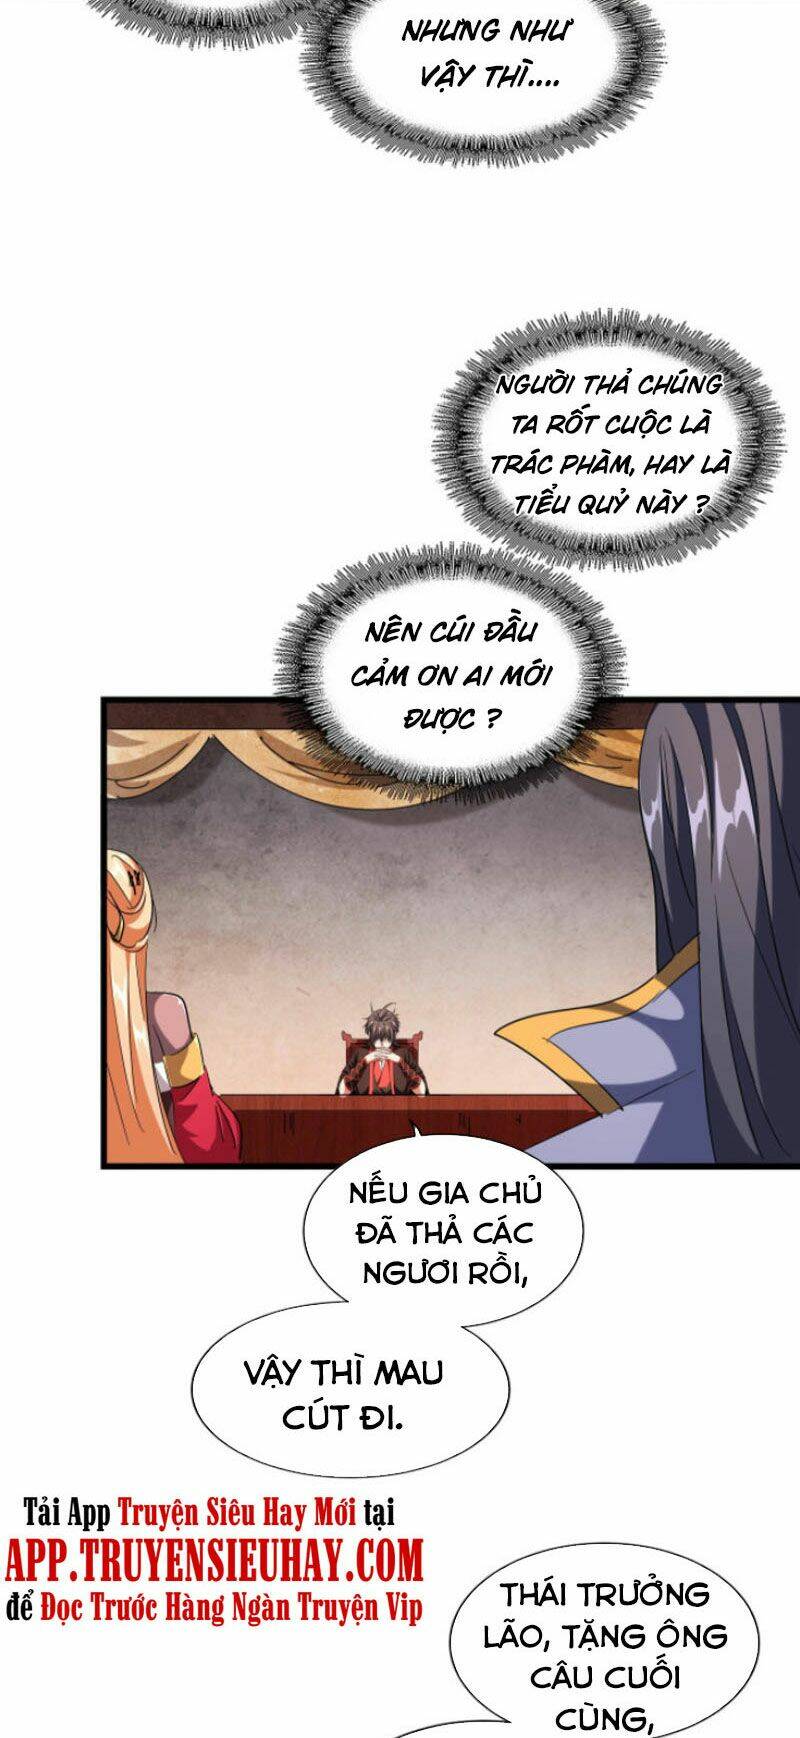 NHƯNG NHƯ
VẬY THÌ....
NGƯỜI THẢ CHÚNG
TA RỐT CUỘC LÀ
TRÁC PHÀM, HAY LÀ
TIỂU QUỶ NÀY ?
NÊN CÚI ĐẦU
CẢM ƠN AI MỚI
ĐƯỢC ?
NẾU GIA CHỦ
ĐÃ THẢ CÁC
NGƯƠI RỒI,
VẬY THÌ MAU
CÚT ĐI.
Tải App Truyện Siêu Hay Mới tại
APP.TRUYENSIEUHAY.COM
để Đọc Trước Hàng Ngàn Truyện Vip
THÁI TRƯỞNG
LÃO, TẶNG ÔNG
CÂU CUỐI
CÙNG,